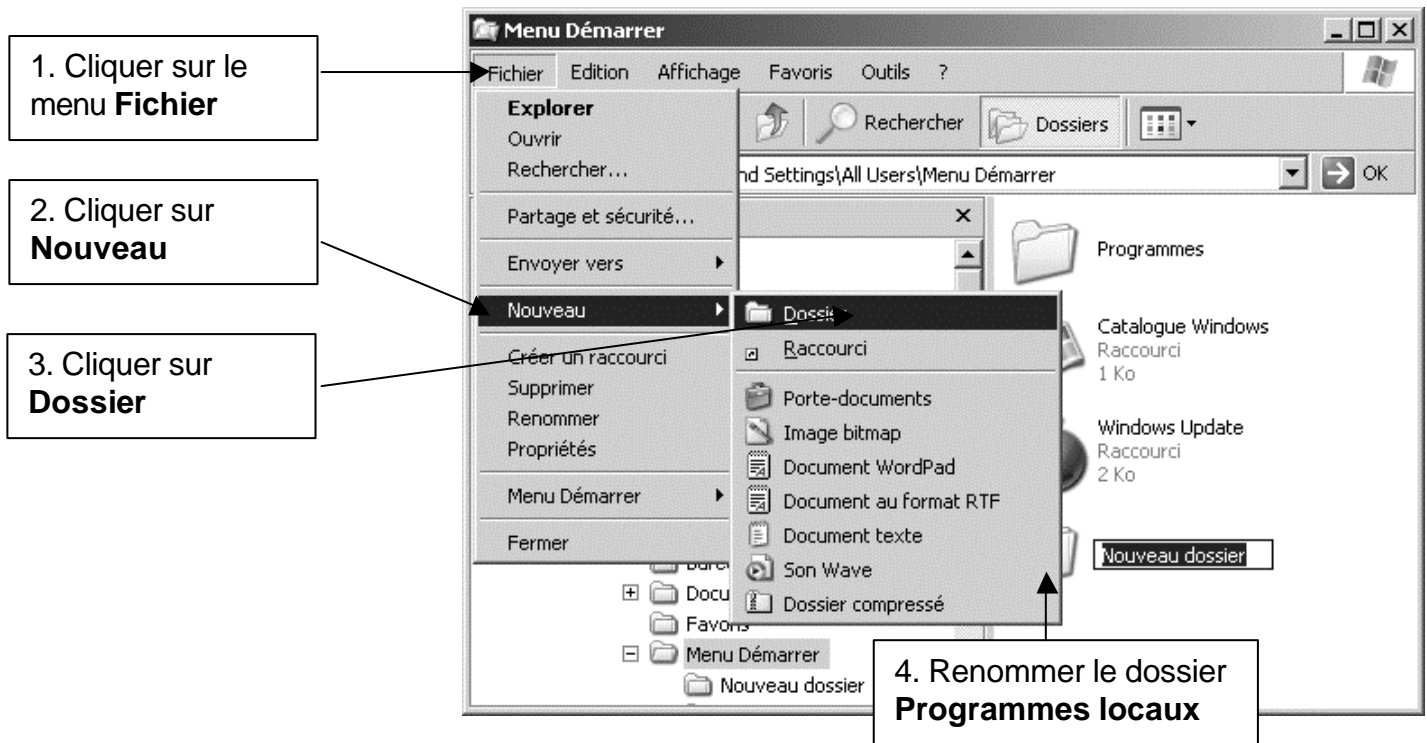 1. Cliquer sur le
menu Fichier
2. Cliquer sur
Nouveau
3. Cliquer sur
Dossier
Menu Démarrer
Fichier Edition Affichage Favoris Outils ?
Rechercher Dossiers
nd Settings\All Users\Menu Démarrer OK
Explorer
Ouvrir
Rechercher...
Partage et sécurité...
Envoyer vers
Nouveau
Créer un raccourci
Supprimer
Renommer
Propriétés
Menu Démarrer
Fermer
Dossier
Raccourci
Porte-documents
Image bitmap
Document WordPad
Document au format RTF
Document texte
Son Wave
Dossier compressé
Programmes
Catalogue Windows
Raccourci
1 Ko
Windows Update
Raccourci
2 Ko
Nouveau dossier
Docu
Favoris
Menu Démarrer
Nouveau dossier
4. Renommer le dossier
Programmes locaux